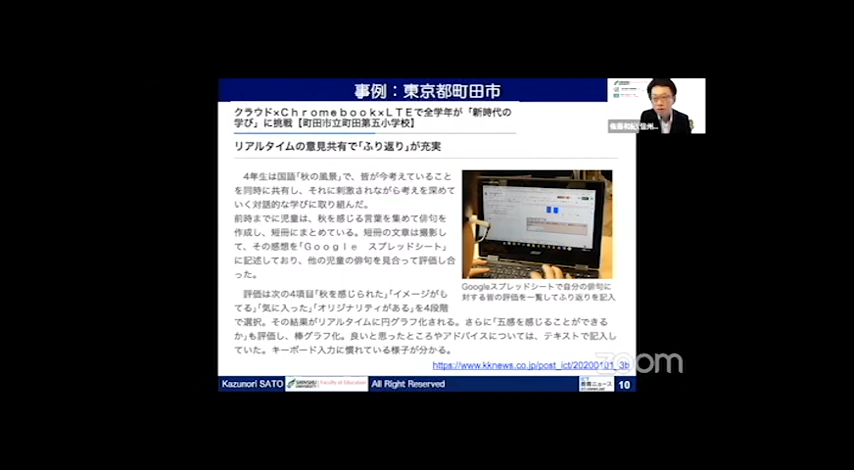 事例：東京都町田市
クラウド×Ｃｈｒｏｍｅｂｏｏｋ×ＬＴＥで全学年が「新時代の
学び」に挑戦【町田市立町田第五小学校】
リアルタイムの意見共有で「ふり返り」が充実
４年生は国語「秋の風景」で、皆が今考えていること
を同時に共有し、それに刺激されながら考えを深めて
いく対話的な学びに取り組んだ。
前時までに児童は、秋を感じる言葉を集めて俳句を
作成し、短冊にまとめている。短冊の文章は撮影し
て、その感想を「Ｇｏｏｇｌｅ　スプレッドシート」
に記述しており、他の児童の俳句を見合って評価し合
った。
Googleスプレッドシートで自分の俳句に
対する皆の評価を一覧してふり返りを記入
評価は次の４項目「秋を感じられた」「イメージがも
てる」「気に入った」「オリジナリティがある」を４段階
で選択。その結果がリアルタイムに円グラフ化される。さらに「五感を感じることができる
か」も評価し、棒グラフ化。良いと思ったところやアドバイスについては、テキストで記入し
ていた。キーボード入力に慣れている様子が分かる。
https://www.kknews.co.jp/post_ict/20200101_3b
zoom
Kazunori SATO
SHINSHU UNIVERSITY
Faculty of Education
All Right Reserved
教育ニュース
10